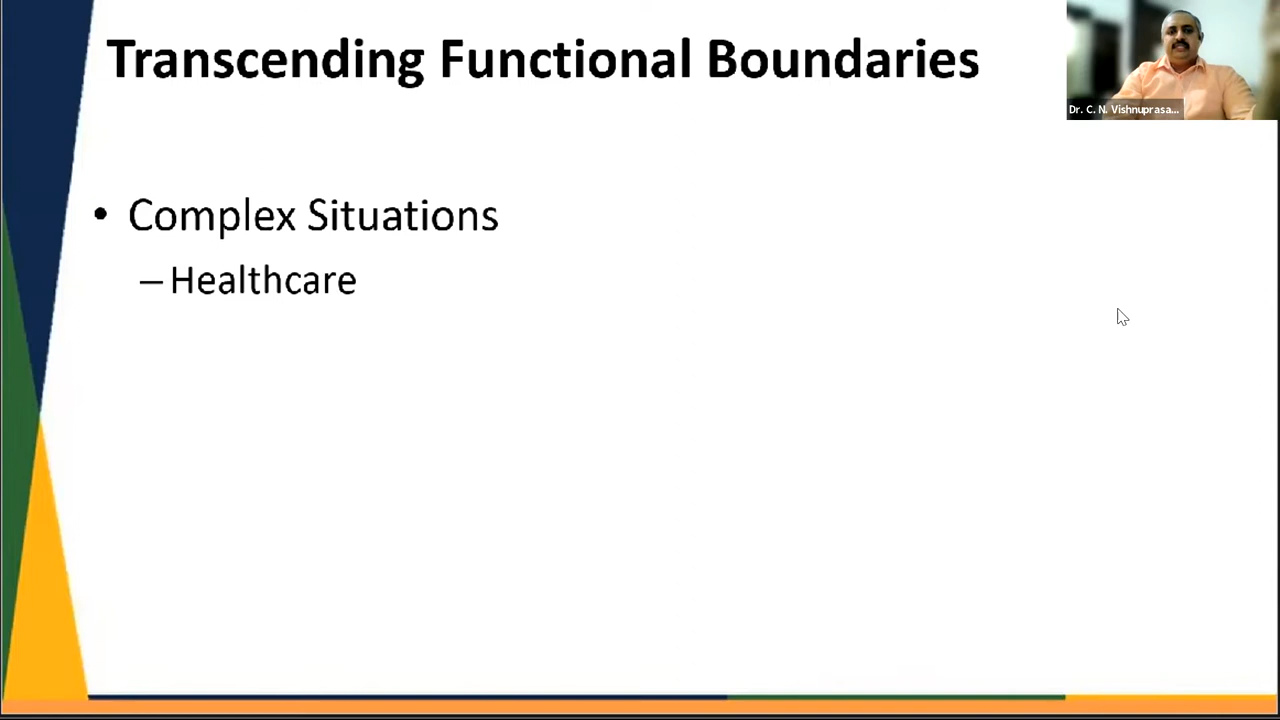 Transcending Functional Boundaries
Dr. C. N. Vishnuprasa...
• Complex Situations
– Healthcare